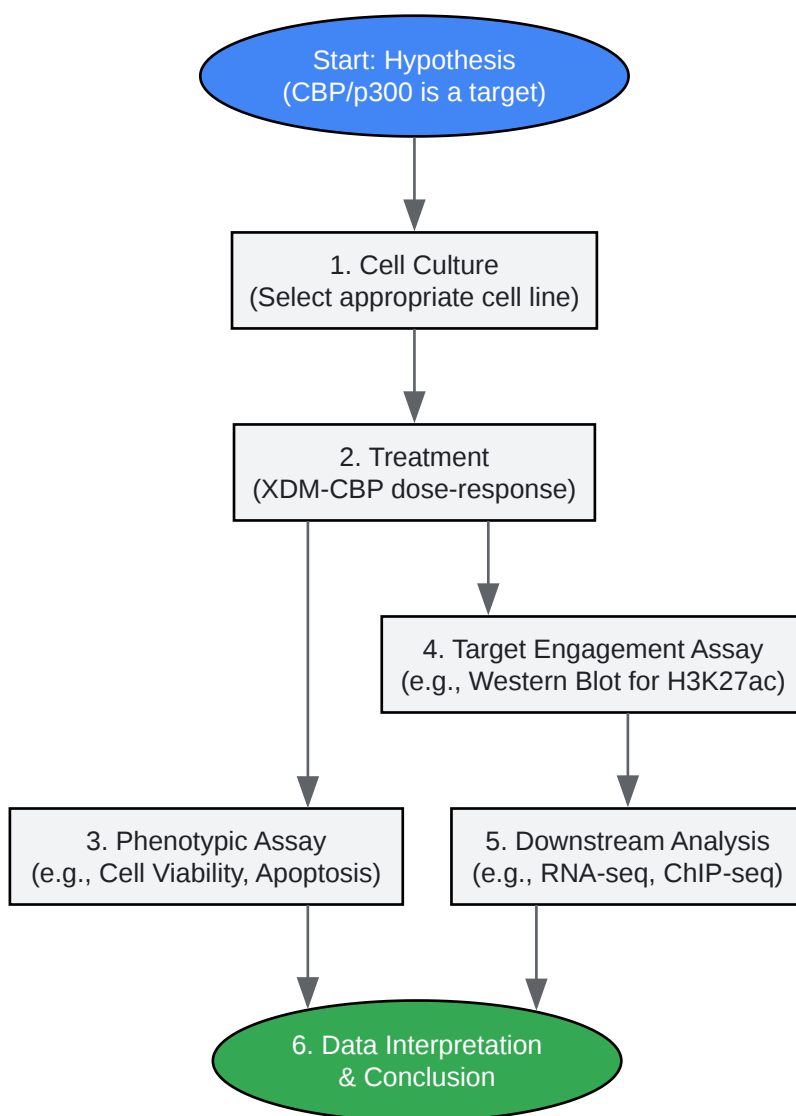 Start: Hypothesis
(CBP/p300 is a target)
1. Cell Culture
(Select appropriate cell line)
2. Treatment
(XDM-CBP dose-response)
4. Target Engagement Assay
(e.g., Western Blot for H3K27ac)
3. Phenotypic Assay
(e.g., Cell Viability, Apoptosis)
5. Downstream Analysis
(e.g., RNA-seq, ChIP-seq)
6. Data Interpretation
& Conclusion